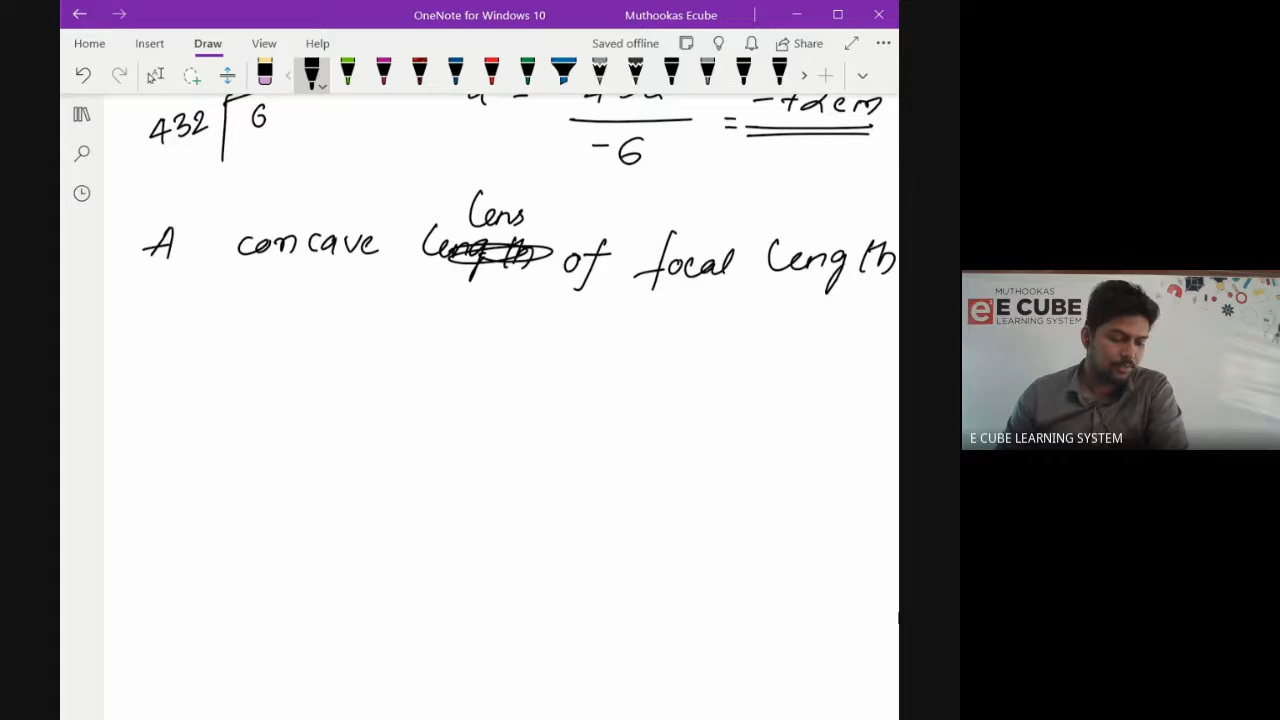 OneNote for Windows 10
Muthookas Ecube
Home Insert Draw View Help
Saved offline
Share
432 6
-6
= -72cm
Lens
A concave length of focal length
MUTHOOKAS
e E CUBE
LEARNING SYSTEM
E CUBE LEARNING SYSTEM